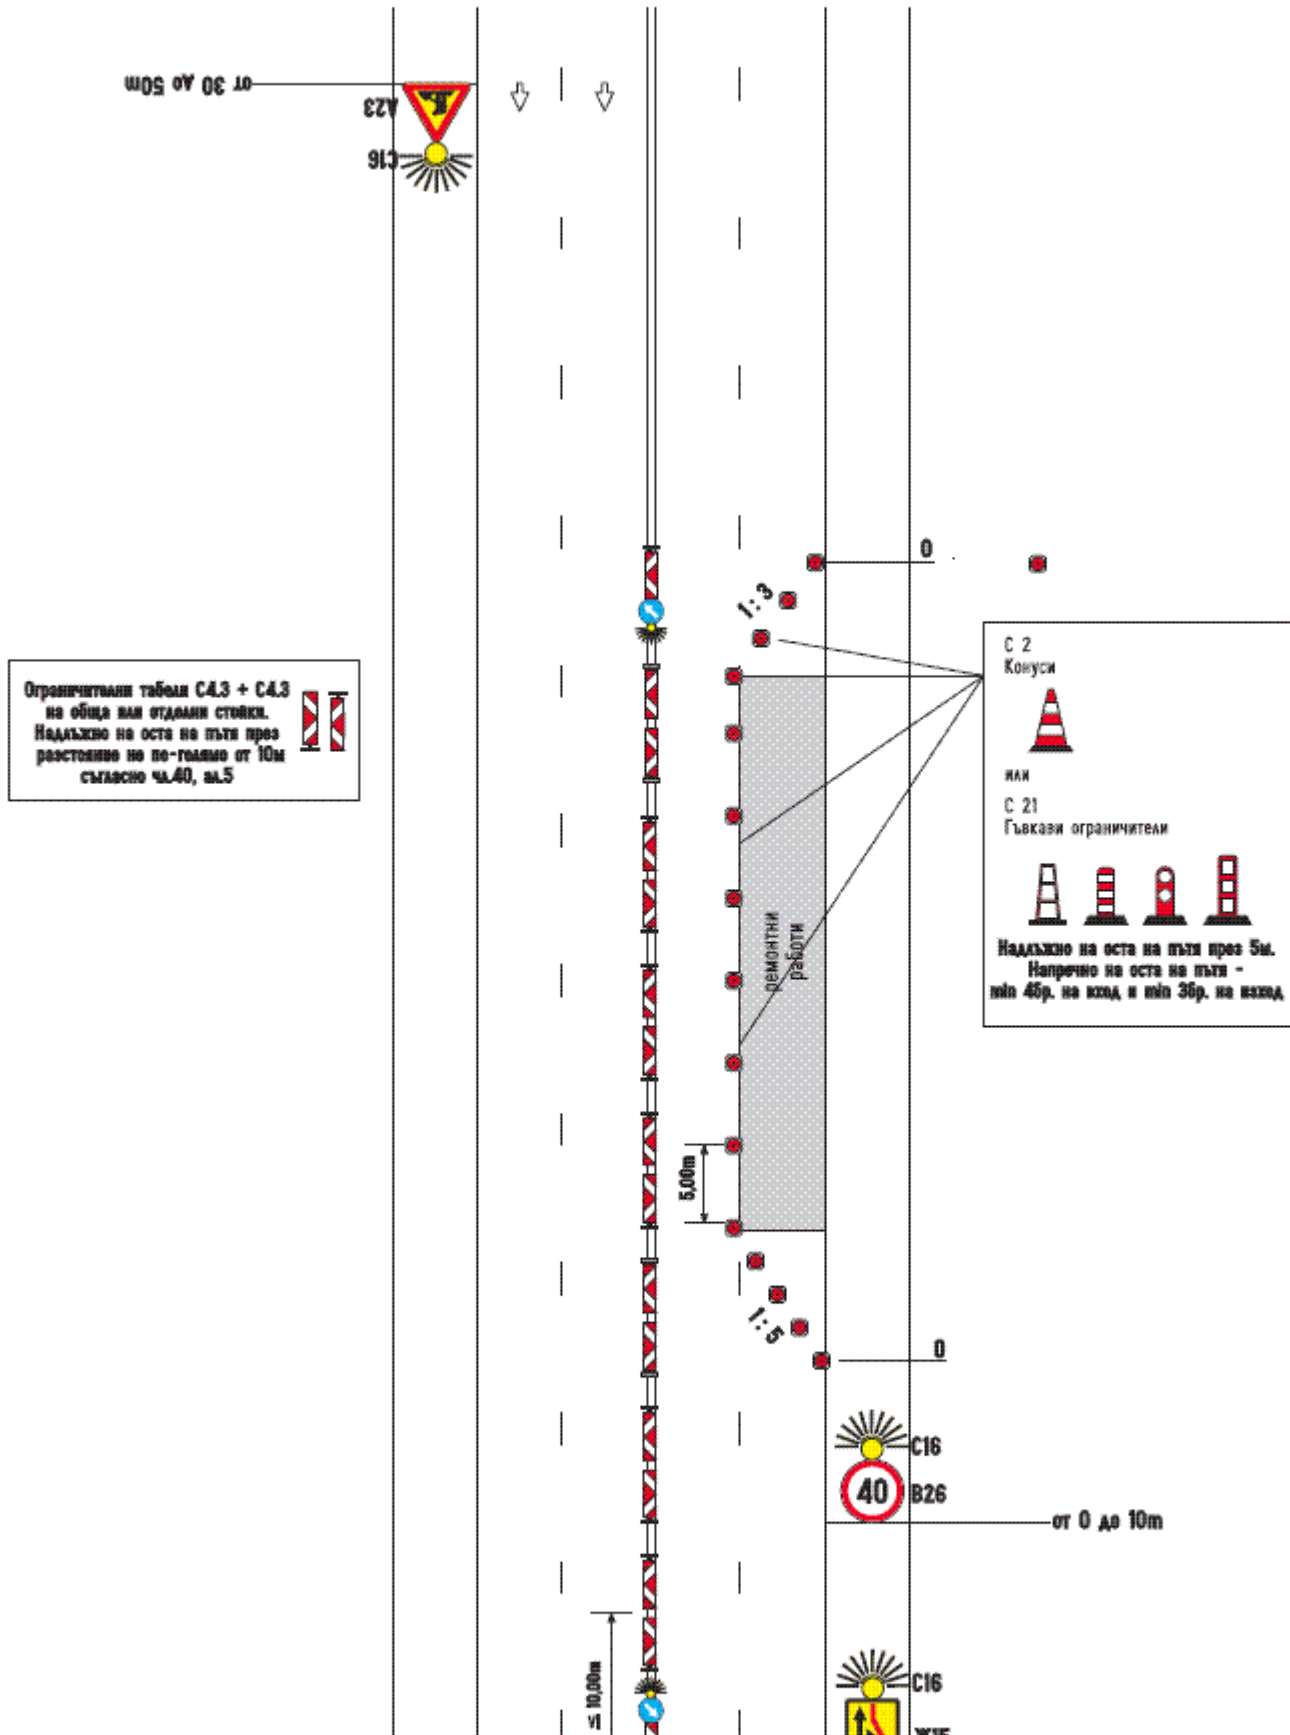 от 30 до 50m
A23
C16
0
1:3
C 2
Конуси
или
C 21
Гъвкави ограничители
Надлъжно на оста на пътя през 5м.
Напречно на оста на пътя -
min 4бр. на вход и min 3бр. на изход
Ограничителни табели C4.3 + C4.3
на обща или отделни стойки.
Надлъжно на оста на пътя през
разстояние не по-голямо от 10м
съгласно чл.40, ал.5
ремонтни
работи
5,00m
1:5
0
C16
40
B26
от 0 до 10m
10,00m
C16